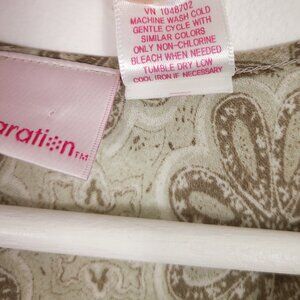 VN 1048702
MACHINE WASH COLD
GENTLE CYCLE WITH
SIMILAR COLORS
ONLY NON-CHLORINE
BLEACH WHEN NEEDED
TUMBLE DRY LOW
COOL IRON IF NECESSARY
aration™